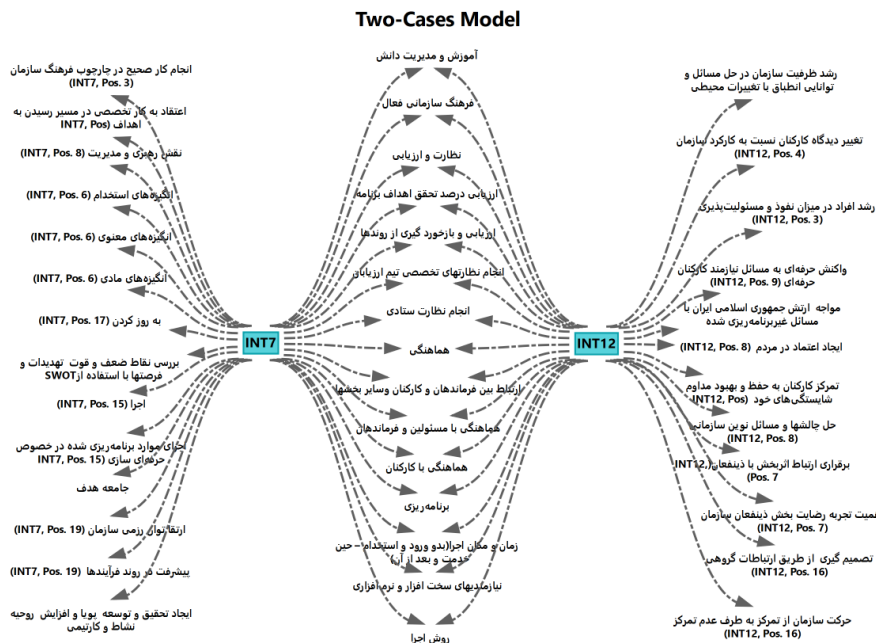 Two-Cases Model
انجام کار صحیح در چارچوب فرهنگ سازمان
(INT7, Pos. 3)
اعتقاد به کار تخصصی در مسیر رسیدن به
اهداف (INT7, Pos
نقش رهبری و مدیریت (INT7, Pos. 8)
انگیزه‌های استخدام (INT7, Pos. 6)
انگیزه‌های معنوی (INT7, Pos. 6)
انگیزه‌های مادی (INT7, Pos. 6)
به روز کردن (INT7, Pos. 17)
INT7
بررسی نقاط ضعف و قوت تهدیدات و
فرصتها با استفاده ازSWOT
اجرا (INT7, Pos. 15)
اجرای موارد برنامه‌ریزی شده در خصوص
حرفه‌ای سازی (INT7, Pos. 15
جامعه هدف
ارتقا توان رزمی سازمان (INT7, Pos. 19)
پیشرفت در روند فرآیندها (INT7, Pos. 19)
ایجاد تحقیق و توسعه پویا و افزایش روحیه
نشاط و کارتیمی
آموزش و مدیریت دانش
فرهنگ سازمانی فعال
نظارت و ارزیابی
ارزیابی درصد تحقق اهداف برنامه
ارزیابی و بازخورد گیری از روندها
انجام نظارتهای تخصصی تیم ارزیابان
انجام نظارت ستادی
هماهنگی
ارتباط بین فرماندهان و کارکنان وسایر بخشها
هماهنگی با مسئولین و فرماندهان
هماهنگی با کارکنان
برنامه‌ریزی
زمان و مکان اجرا(بدو ورود و استخدام – حین
خدمت و بعد از آن)
نیازمندیهای سخت افزار و نرم افزاری
روش اجرا
رشد ظرفیت سازمان در حل مسائل و
توانایی انطباق با تغییرات محیطی
تغییر دیدگاه کارکنان نسبت به کارکرد سازمان
(INT12, Pos. 4)
رشد افراد در میزان نفوذ و مسئولیت‌پذیری
(INT12, Pos. 3)
واکنش حرفه‌ای به مسائل نیازمند کارکنان
حرفه‌ای (INT12, Pos. 9)
مواجه ارتش جمهوری اسلامی ایران با
مسائل غیربرنامه‌ریزی شده
INT12
ایجاد اعتماد در مردم (INT12, Pos. 8)
تمرکز کارکنان به حفظ و بهبود مداوم
شایستگی‌های خود (INT12, Pos
حل چالشها و مسائل نوین سازمانی
(INT12, Pos. 8)
برقراری ارتباط اثربخش با ذینفعان(INT12,
Pos. 7
اهمیت تجربه رضایت بخش ذینفعان سازمان
(INT12, Pos. 7)
تصمیم گیری از طریق ارتباطات گروهی
(INT12, Pos. 16)
حرکت سازمان از تمرکز به طرف عدم تمرکز
(INT12, Pos. 16)